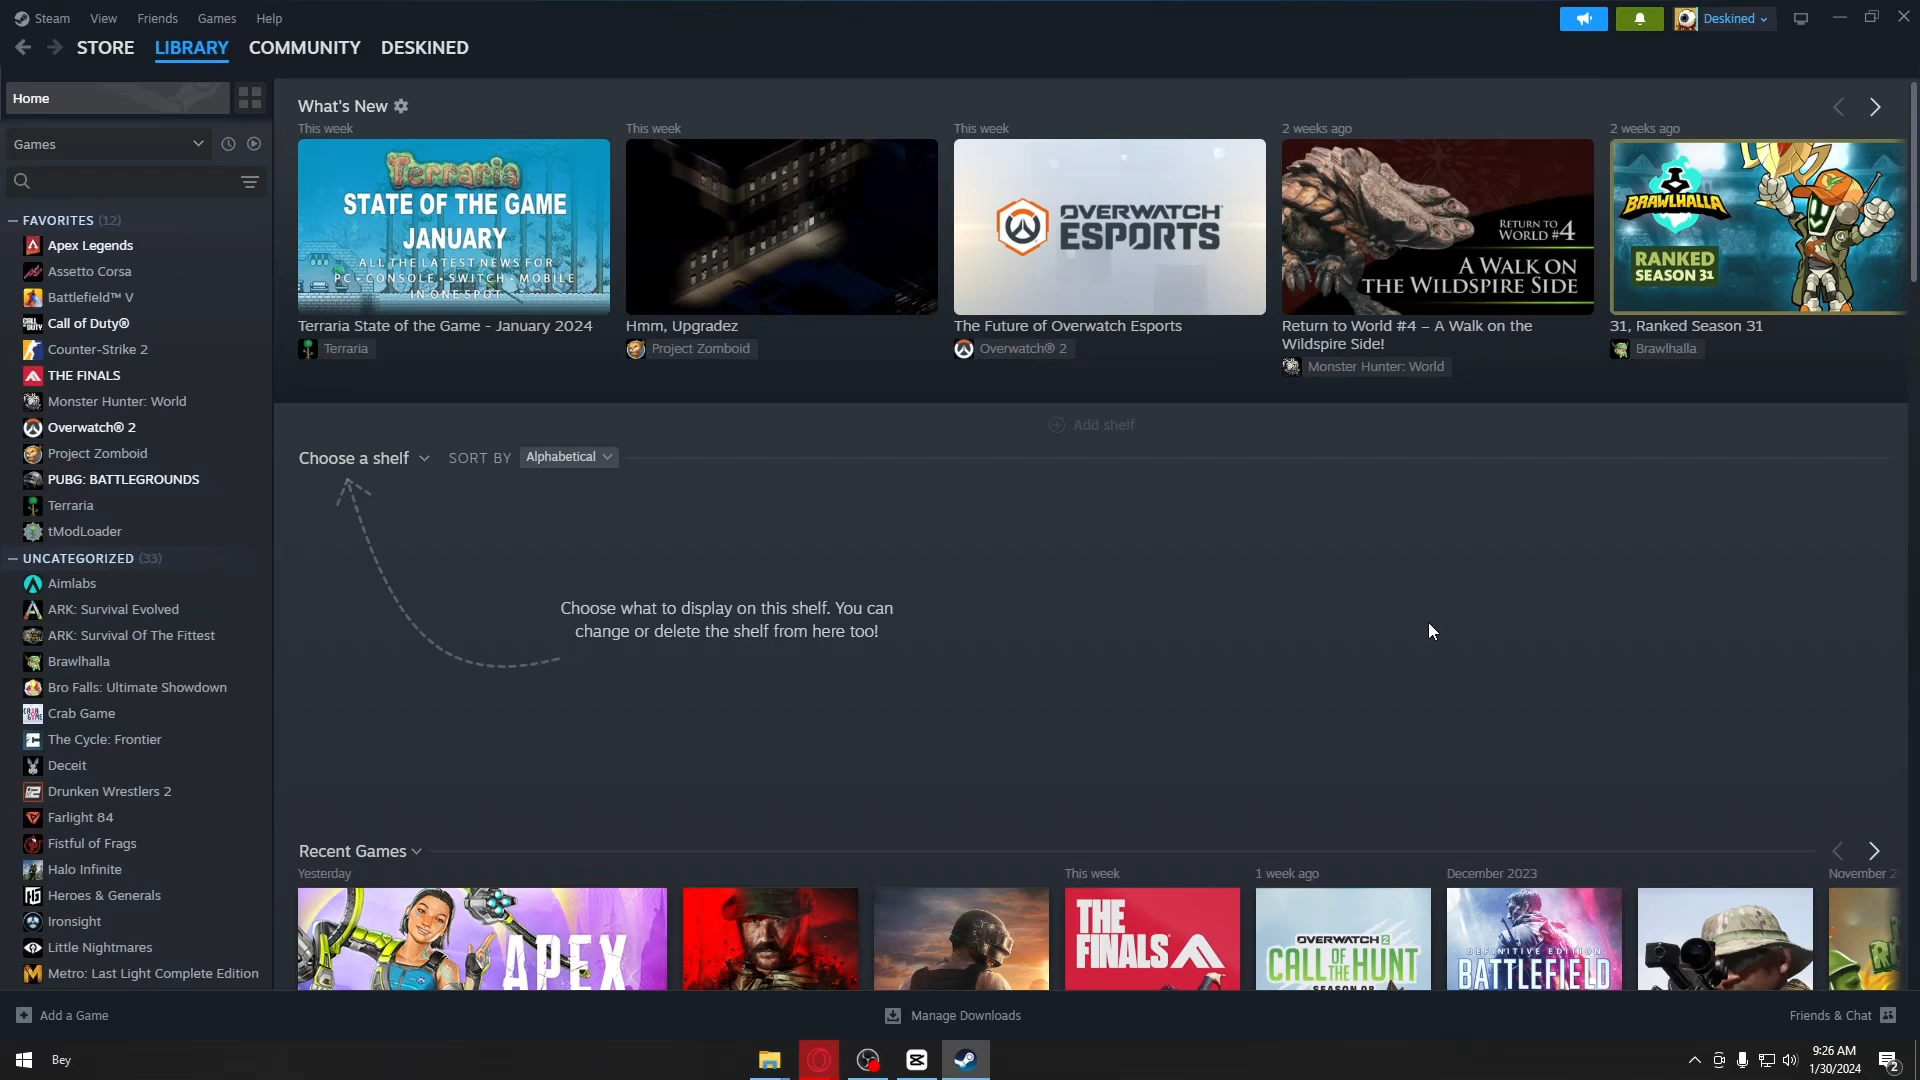 Steam View Friends Games Help
Deskined
STORE LIBRARY COMMUNITY DESKINED
Home
Games
FAVORITES (12)
Apex Legends
Assetto Corsa
Battlefield™ V
Call of Duty®
Counter-Strike 2
THE FINALS
Monster Hunter: World
Overwatch® 2
Project Zomboid
PUBG: BATTLEGROUNDS
Terraria
tModLoader
UNCATEGORIZED (33)
Aimlabs
ARK: Survival Evolved
ARK: Survival Of The Fittest
Brawlhalla
Bro Falls: Ultimate Showdown
Crab Game
The Cycle: Frontier
Deceit
Drunken Wrestlers 2
Farlight 84
Fistful of Frags
Halo Infinite
Heroes & Generals
Ironsight
Little Nightmares
Metro: Last Light Complete Edition
What's New
This week
Terraria
STATE OF THE GAME
JANUARY
ALL THE LATEST NEWS FOR
PC • CONSOLE • SWITCH • MOBILE
IN ONE SPOT
Terraria State of the Game - January 2024
Terraria
This week
Hmm, Upgradez
Project Zomboid
This week
OVERWATCH
ESPORTS
The Future of Overwatch Esports
Overwatch® 2
2 weeks ago
RETURN TO
WORLD #4
A WALK ON
THE WILDSPIRE SIDE
Return to World #4 – A Walk on the
Wildspire Side!
Monster Hunter: World
2 weeks ago
BRAWLHALLA
RANKED
SEASON 31
31, Ranked Season 31
Brawlhalla
Add shelf
Choose a shelf SORT BY Alphabetical
Choose what to display on this shelf. You can
change or delete the shelf from here too!
Recent Games
Yesterday
This week
1 week ago
December 2023
November 2
APEX
THE
FINALS
OVERWATCH 2
CALL
OF THE
HUNT
SEASON 08
DEFINITIVE EDITION
BATTLEFIELD
Add a Game
Manage Downloads
Friends & Chat
Bey
9:26 AM
1/30/2024
2